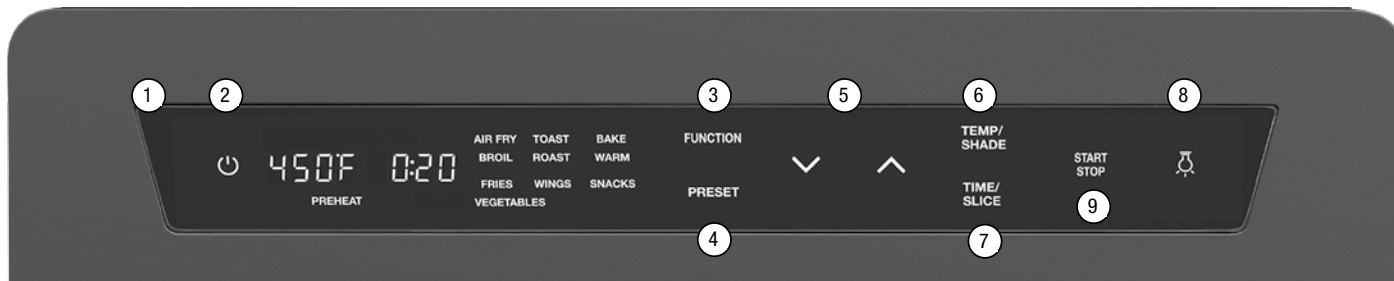 1 2 3 5 6 8
450°F 0:20
PREHEAT
AIR FRY TOAST BAKE
BROIL ROAST WARM
FRIES WINGS SNACKS
VEGETABLES
FUNCTION
PRESET
TEMP/
SHADE
TIME/
SLICE
START
STOP
4 7 9